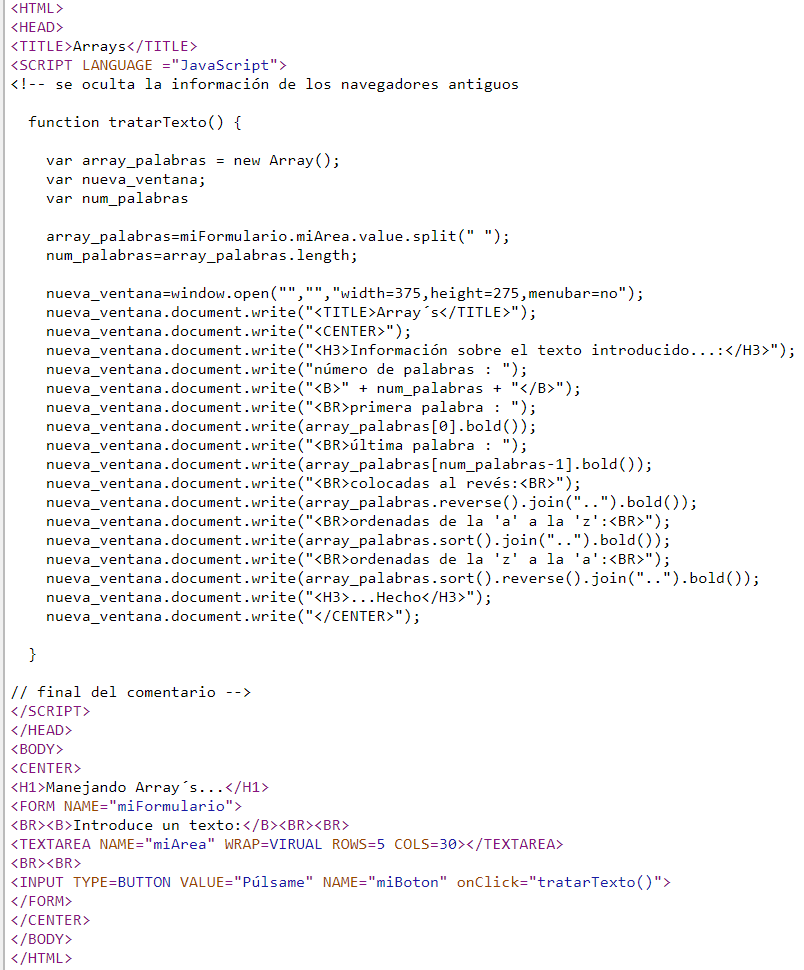 <HTML>
<HEAD>
<TITLE>Arrays</TITLE>
<SCRIPT LANGUAGE ="JavaScript">
<!-- se oculta la información de los navegadores antiguos
function tratarTexto() {
var array_palabras = new Array();
var nueva_ventana;
var num_palabras
array_palabras=miFormulario.miArea.value.split(" ");
num_palabras=array_palabras.length;
nueva_ventana=window.open("","","width=375,height=275,menubar=no");
nueva_ventana.document.write("<TITLE>Array´s</TITLE>");
nueva_ventana.document.write("<CENTER>");
nueva_ventana.document.write("<H3>Información sobre el texto introducido...:</H3>");
nueva_ventana.document.write("número de palabras : ");
nueva_ventana.document.write("<B>" + num_palabras + "</B>");
nueva_ventana.document.write("<BR>primera palabra : ");
nueva_ventana.document.write(array_palabras[0].bold());
nueva_ventana.document.write("<BR>última palabra : ");
nueva_ventana.document.write(array_palabras[num_palabras-1].bold());
nueva_ventana.document.write("<BR>colocadas al revés:<BR>");
nueva_ventana.document.write(array_palabras.reverse().join("..").bold());
nueva_ventana.document.write("<BR>ordenadas de la 'a' a la 'z':<BR>");
nueva_ventana.document.write(array_palabras.sort().join("..").bold());
nueva_ventana.document.write("<BR>ordenadas de la 'z' a la 'a':<BR>");
nueva_ventana.document.write(array_palabras.sort().reverse().join("..").bold());
nueva_ventana.document.write("<H3>...Hecho</H3>");
nueva_ventana.document.write("</CENTER>");
}
// final del comentario -->
</SCRIPT>
</HEAD>
<BODY>
<CENTER>
<H1>Manejando Array´s...</H1>
<FORM NAME="miFormulario">
<BR><B>Introduce un texto:</B><BR><BR>
<TEXTAREA NAME="miArea" WRAP=VIRUAL ROWS=5 COLS=30></TEXTAREA>
<BR><BR>
<INPUT TYPE=BUTTON VALUE="Púlsame" NAME="miBoton" onClick="tratarTexto()">
</FORM>
</CENTER>
</BODY>
</HTML>